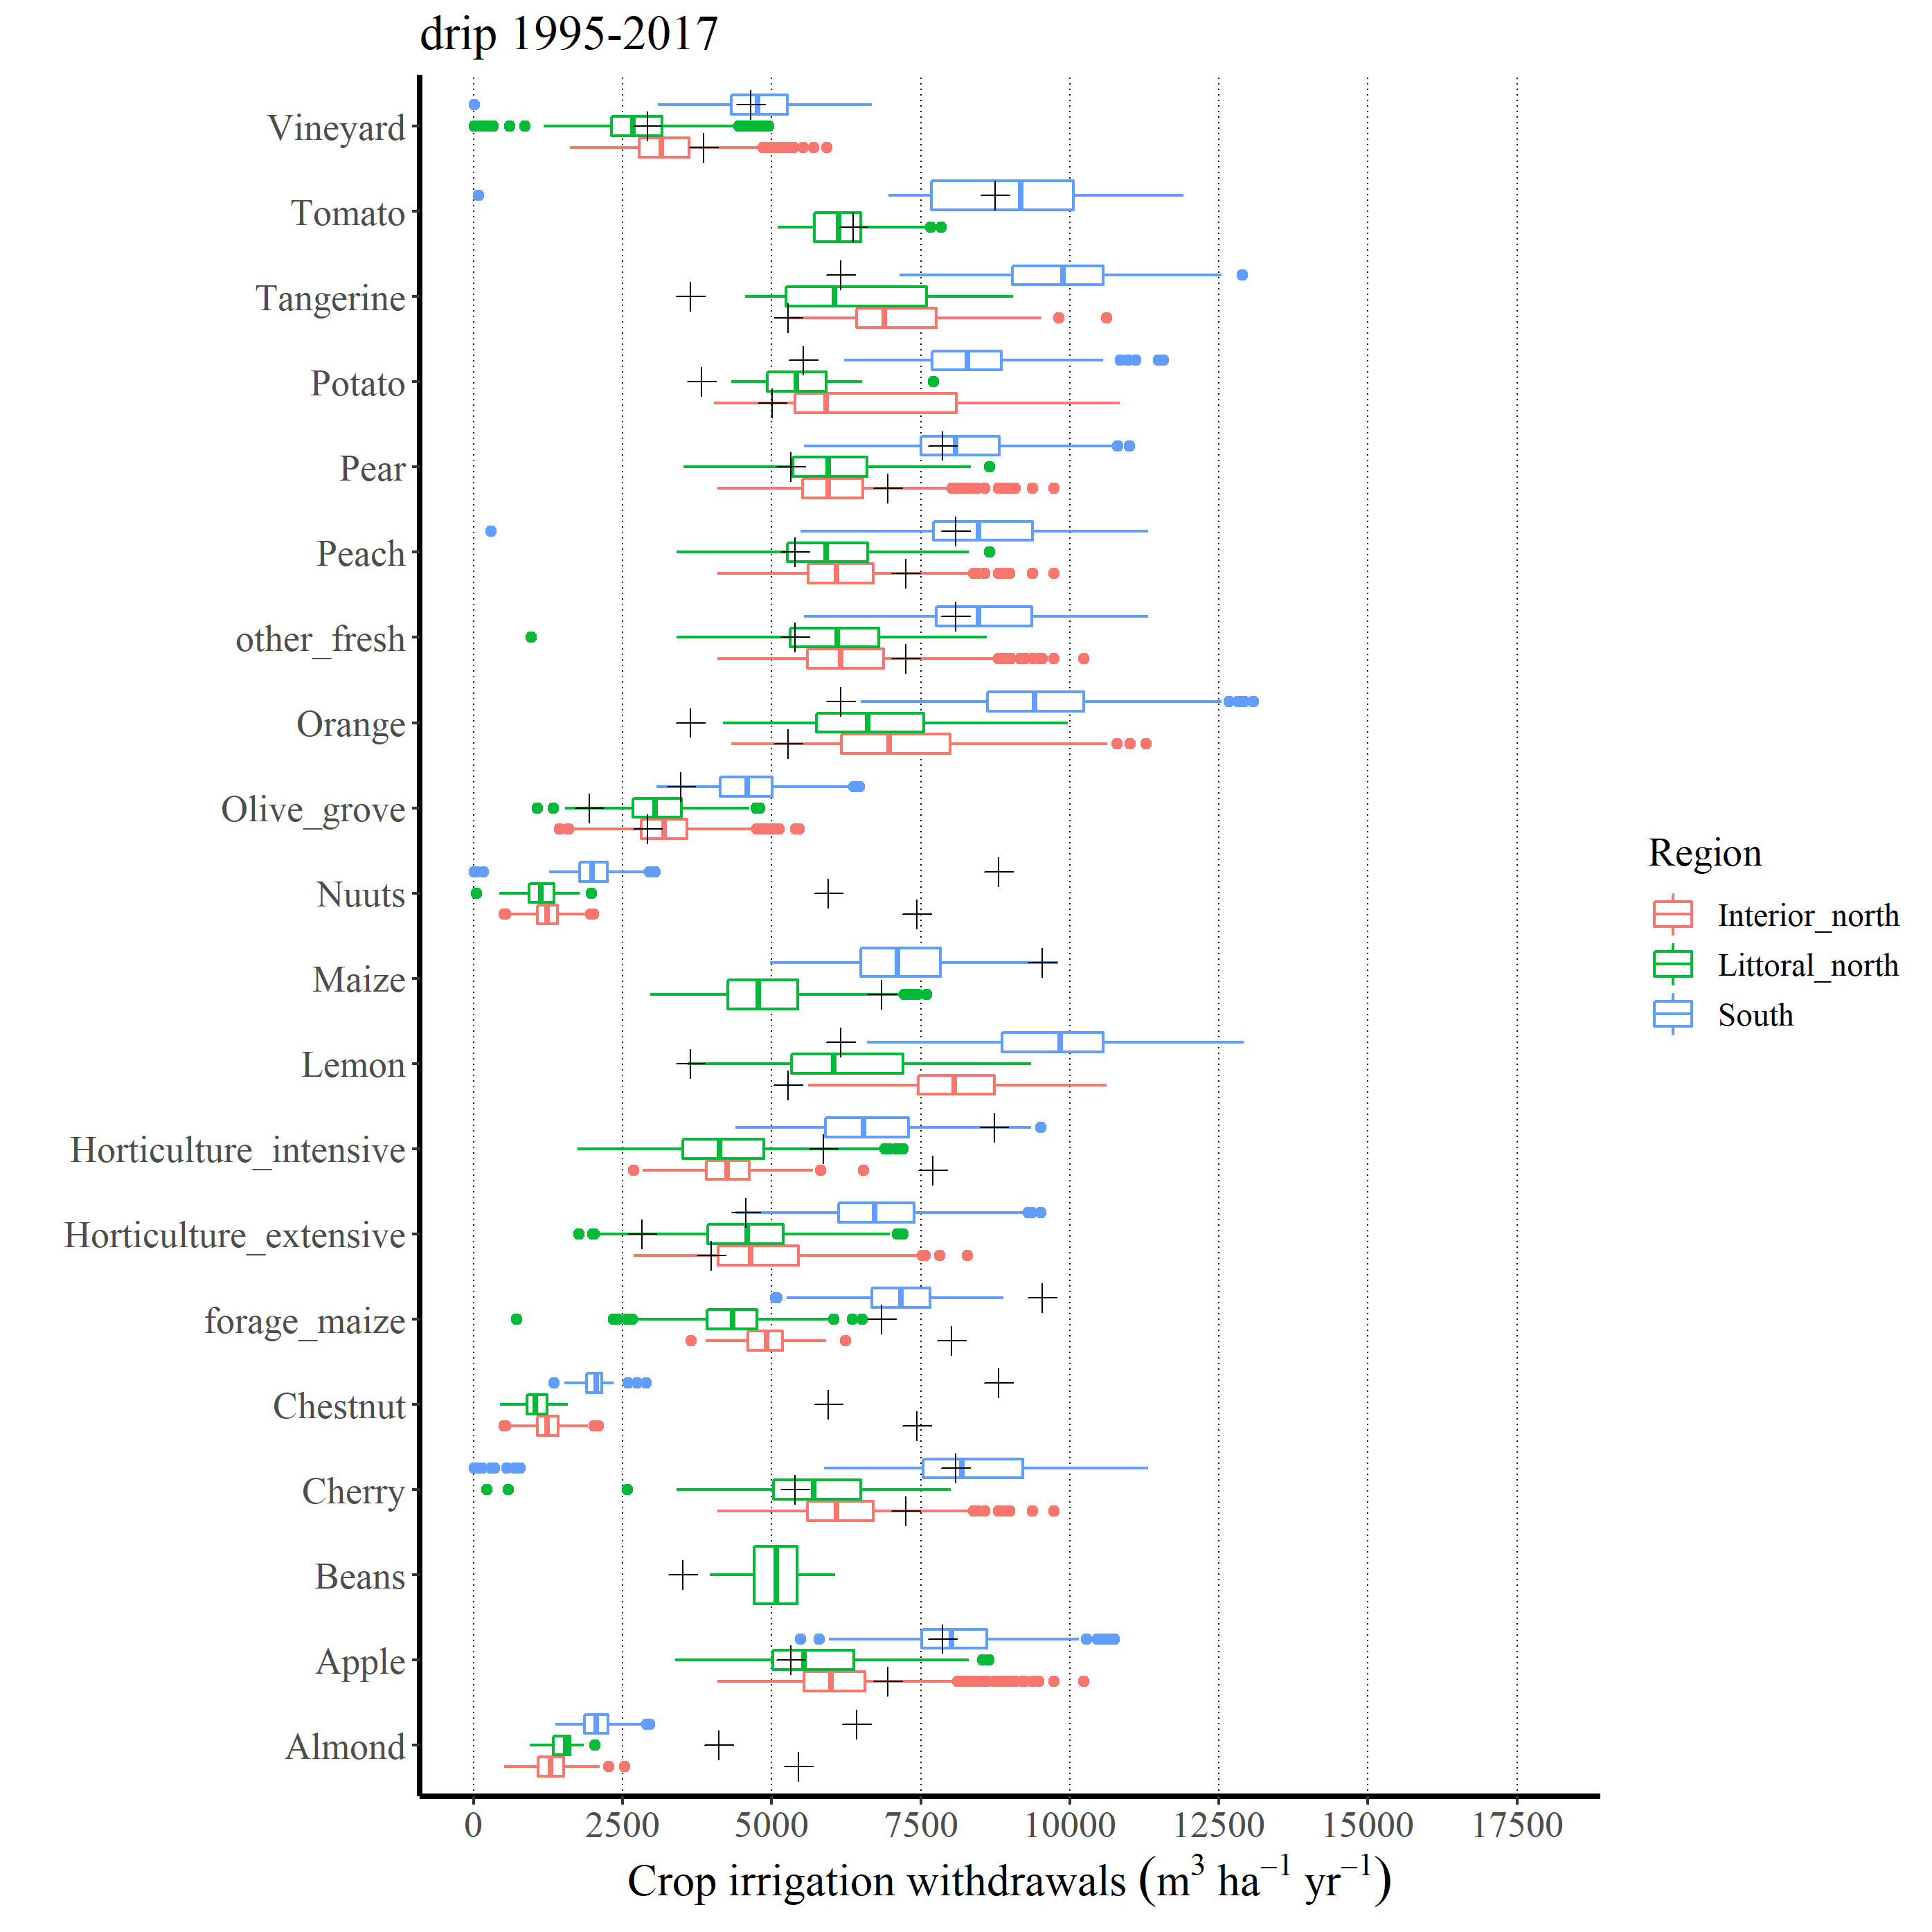 drip 1995-2017
Vineyard
Tomato
Tangerine
Potato
Pear
Peach
other_fresh
Orange
Olive_grove
Nuuts
Maize
Lemon
Horticulture_intensive
Horticulture_extensive
forage_maize
Chestnut
Cherry
Beans
Apple
Almond
0 2500 5000 7500 10000 12500 15000 17500
Crop irrigation withdrawals (m³ ha⁻¹ yr⁻¹)
Region
Interior_north
Littoral_north
South